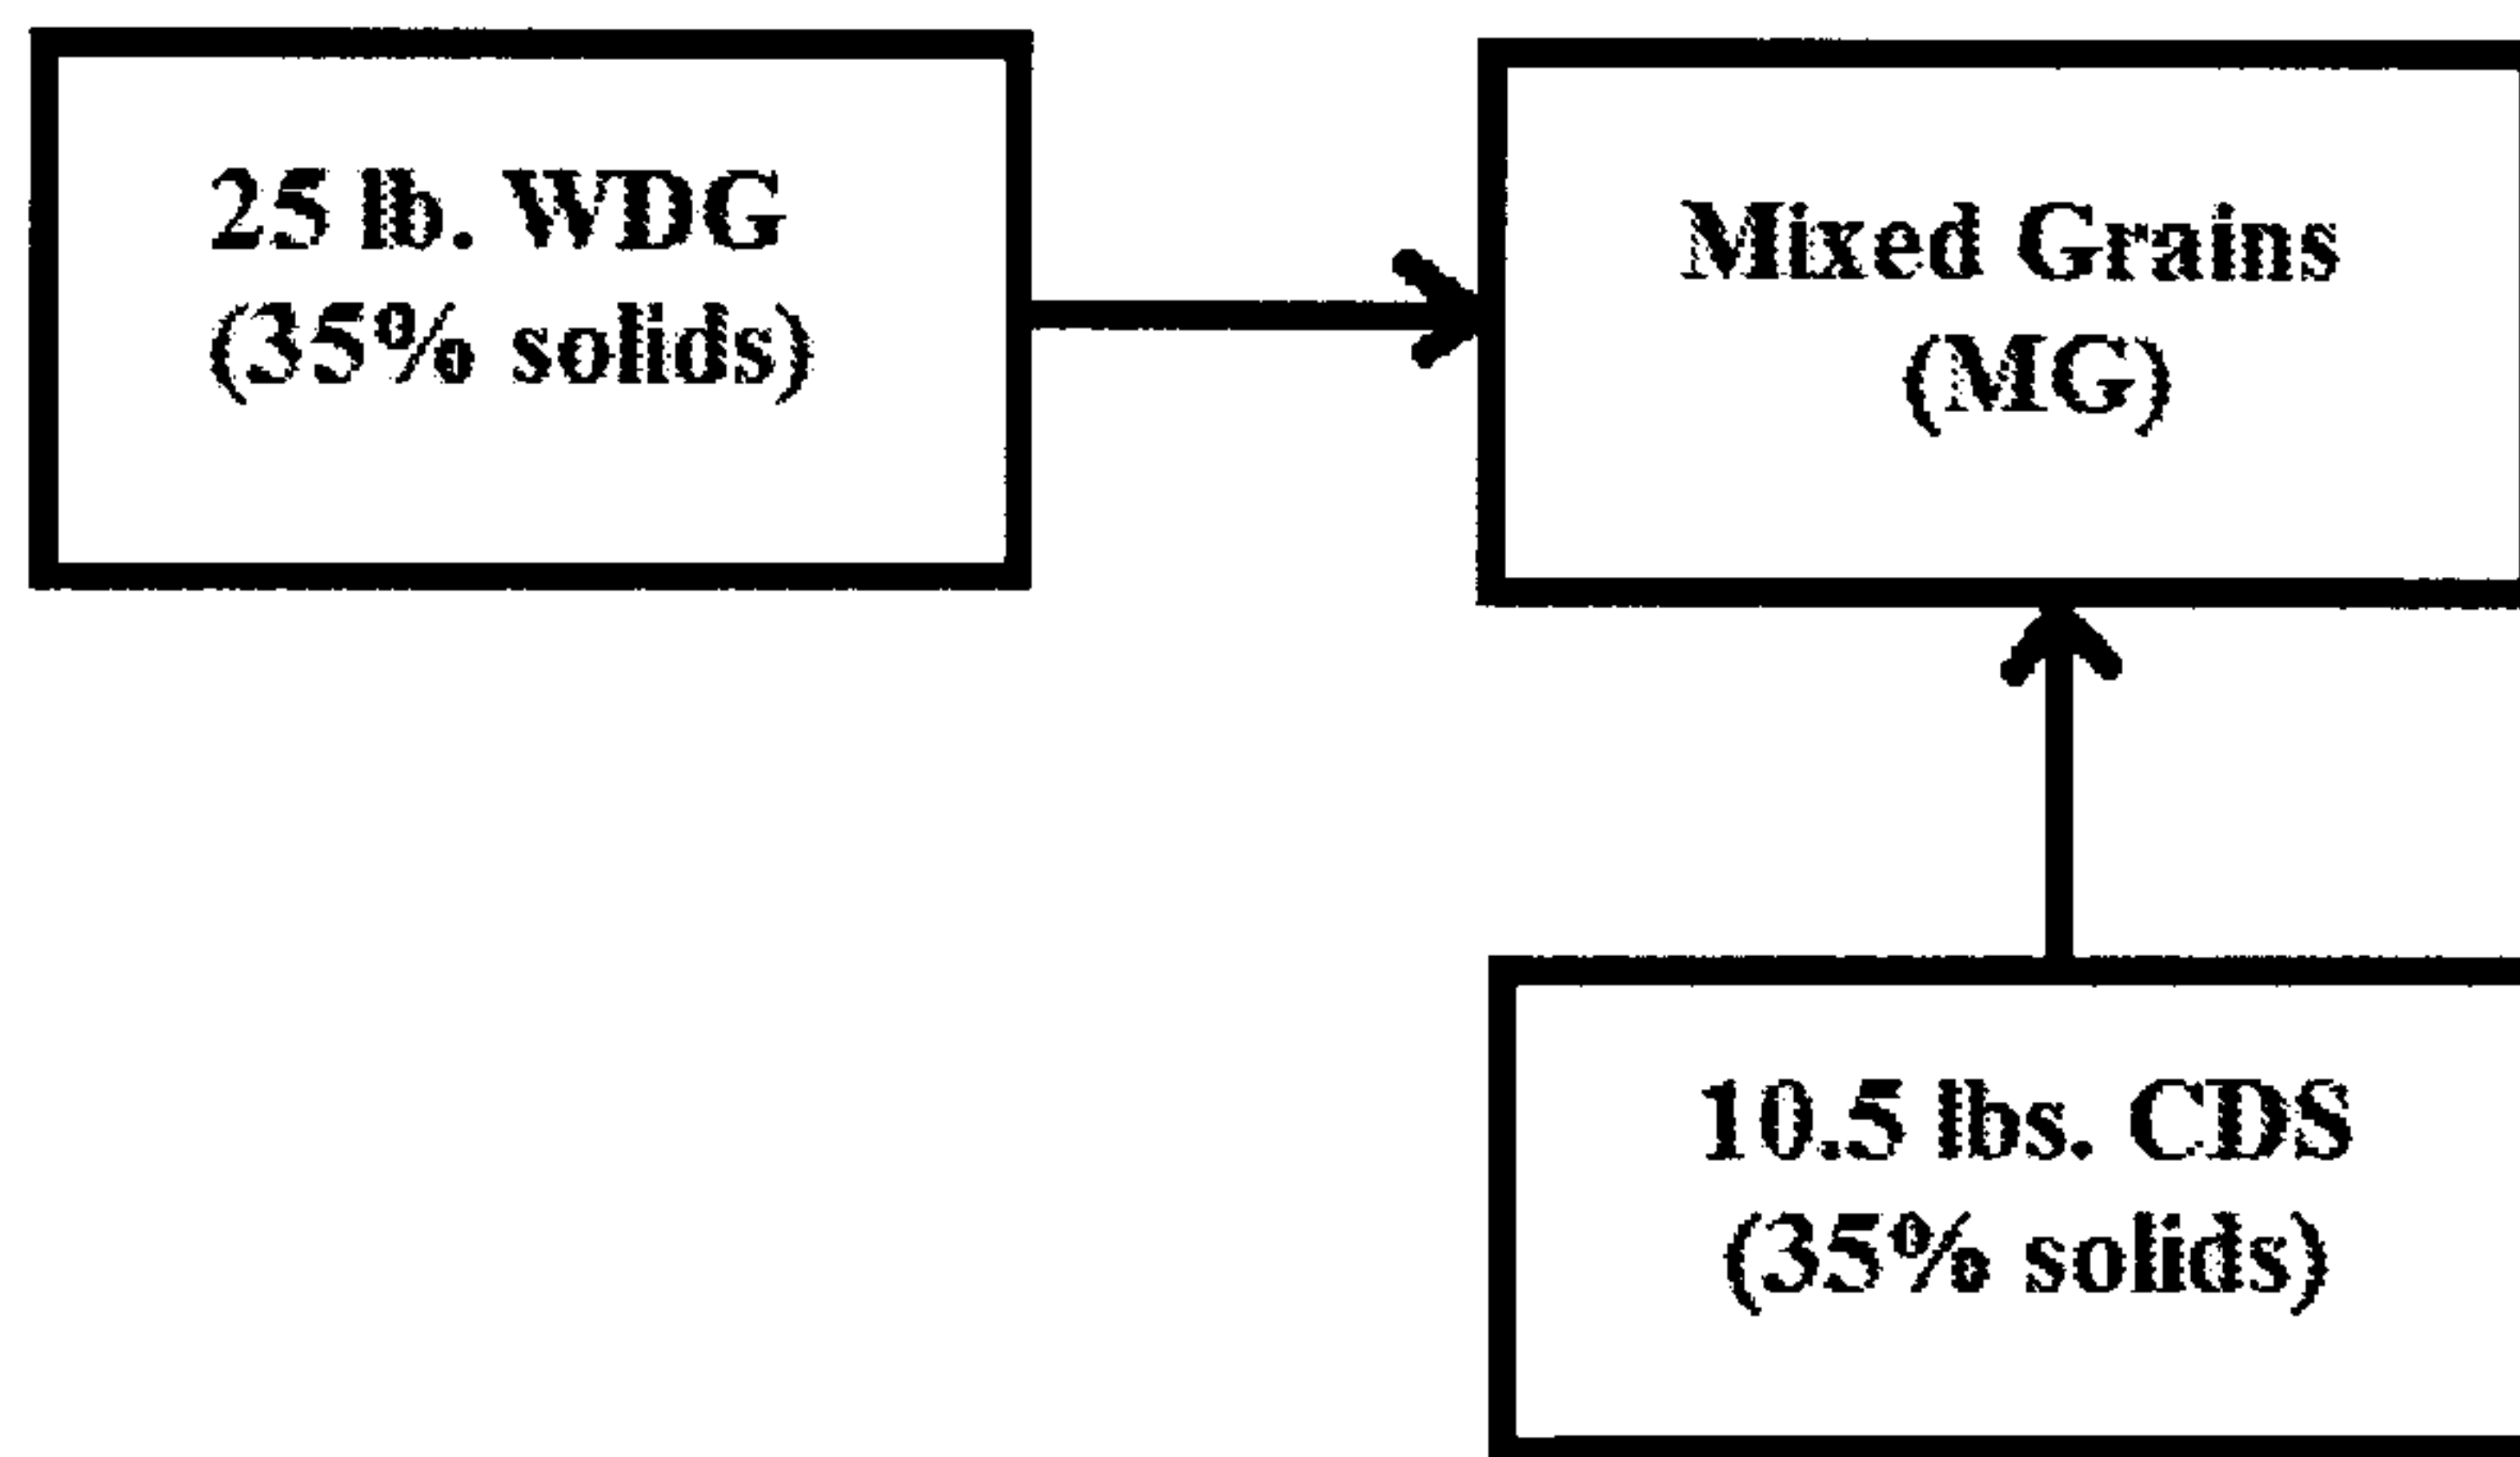 25 lb. WDG
(35% solids)
Mixed Grains
(MG)
10.5 lbs. CDS
(35% solids)